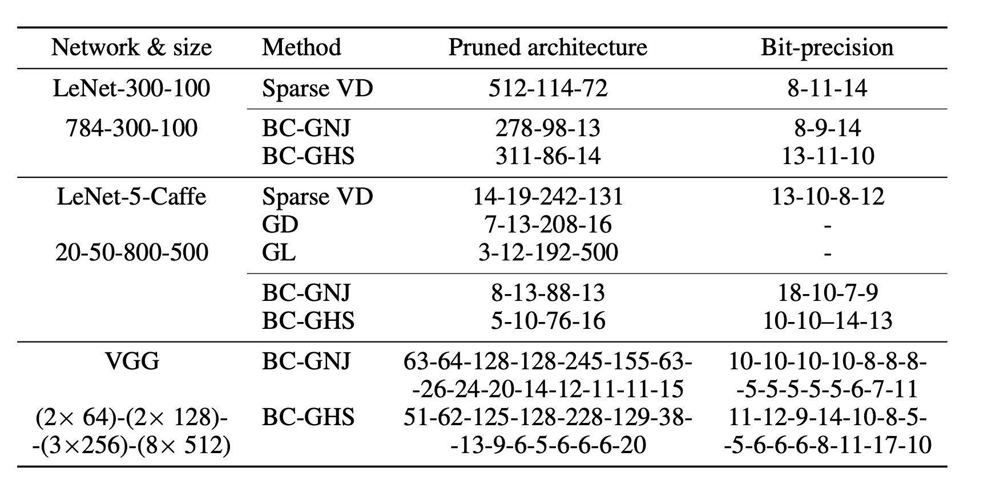 Network & size Method Pruned architecture Bit-precision
LeNet-300-100 Sparse VD 512-114-72 8-11-14
784-300-100 BC-GNJ 278-98-13 8-9-14
BC-GHS 311-86-14 13-11-10
LeNet-5-Caffe Sparse VD 14-19-242-131 13-10-8-12
GD 7-13-208-16 -
20-50-800-500 GL 3-12-192-500 -
BC-GNJ 8-13-88-13 18-10-7-9
BC-GHS 5-10-76-16 10-10–14-13
VGG BC-GNJ 63-64-128-128-245-155-63- 10-10-10-10-8-8-8-
-26-24-20-14-12-11-11-15 -5-5-5-5-5-6-7-11
(2× 64)-(2× 128)- BC-GHS 51-62-125-128-228-129-38- 11-12-9-14-10-8-5-
-(3×256)-(8× 512) -13-9-6-5-6-6-6-20 -5-6-6-6-8-11-17-10